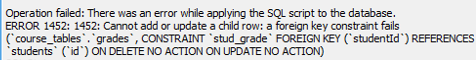 Operation failed: There was an error while applying the SQL script to the database.
ERROR 1452: 1452: Cannot add or update a child row: a foreign key constraint fails
(`course_tables`.`grades`, CONSTRAINT `stud_grade` FOREIGN KEY (`studentId`) REFERENCES
`students` (`id`) ON DELETE NO ACTION ON UPDATE NO ACTION)